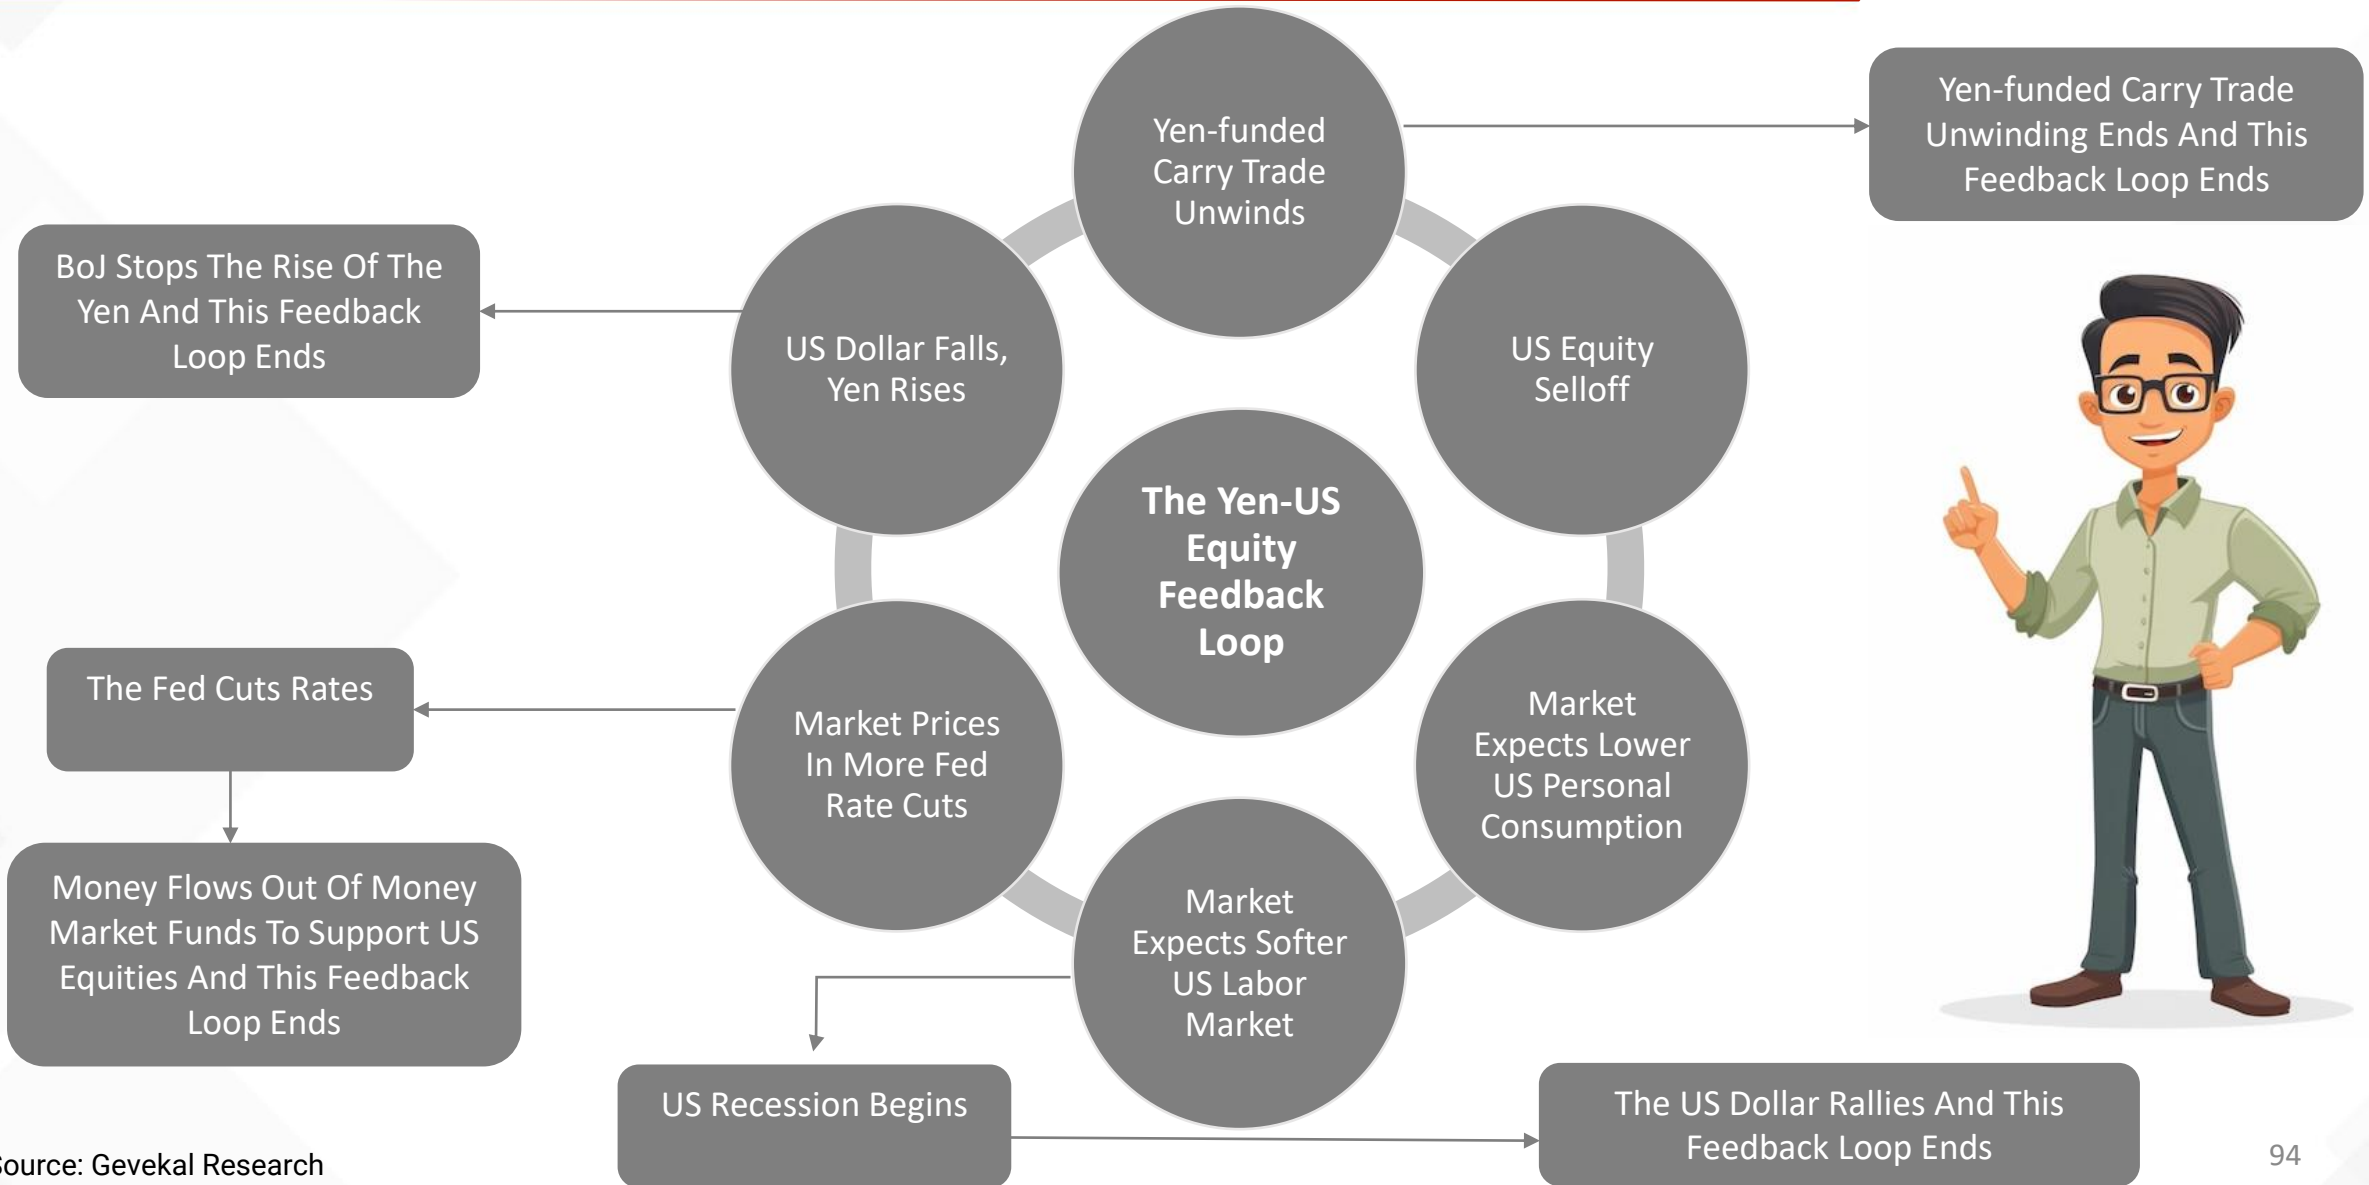 Yen-funded
Carry Trade
Unwinds
Yen-funded Carry Trade
Unwinding Ends And This
Feedback Loop Ends
BoJ Stops The Rise Of The
Yen And This Feedback
Loop Ends
US Dollar Falls,
Yen Rises
US Equity
Selloff
The Yen-US
Equity
Feedback
Loop
The Fed Cuts Rates
Market Prices
In More Fed
Rate Cuts
Market
Expects Lower
US Personal
Consumption
Money Flows Out Of Money
Market Funds To Support US
Equities And This Feedback
Loop Ends
Market
Expects Softer
US Labor
Market
US Recession Begins
The US Dollar Rallies And This
Feedback Loop Ends
Source: Gevekal Research
94